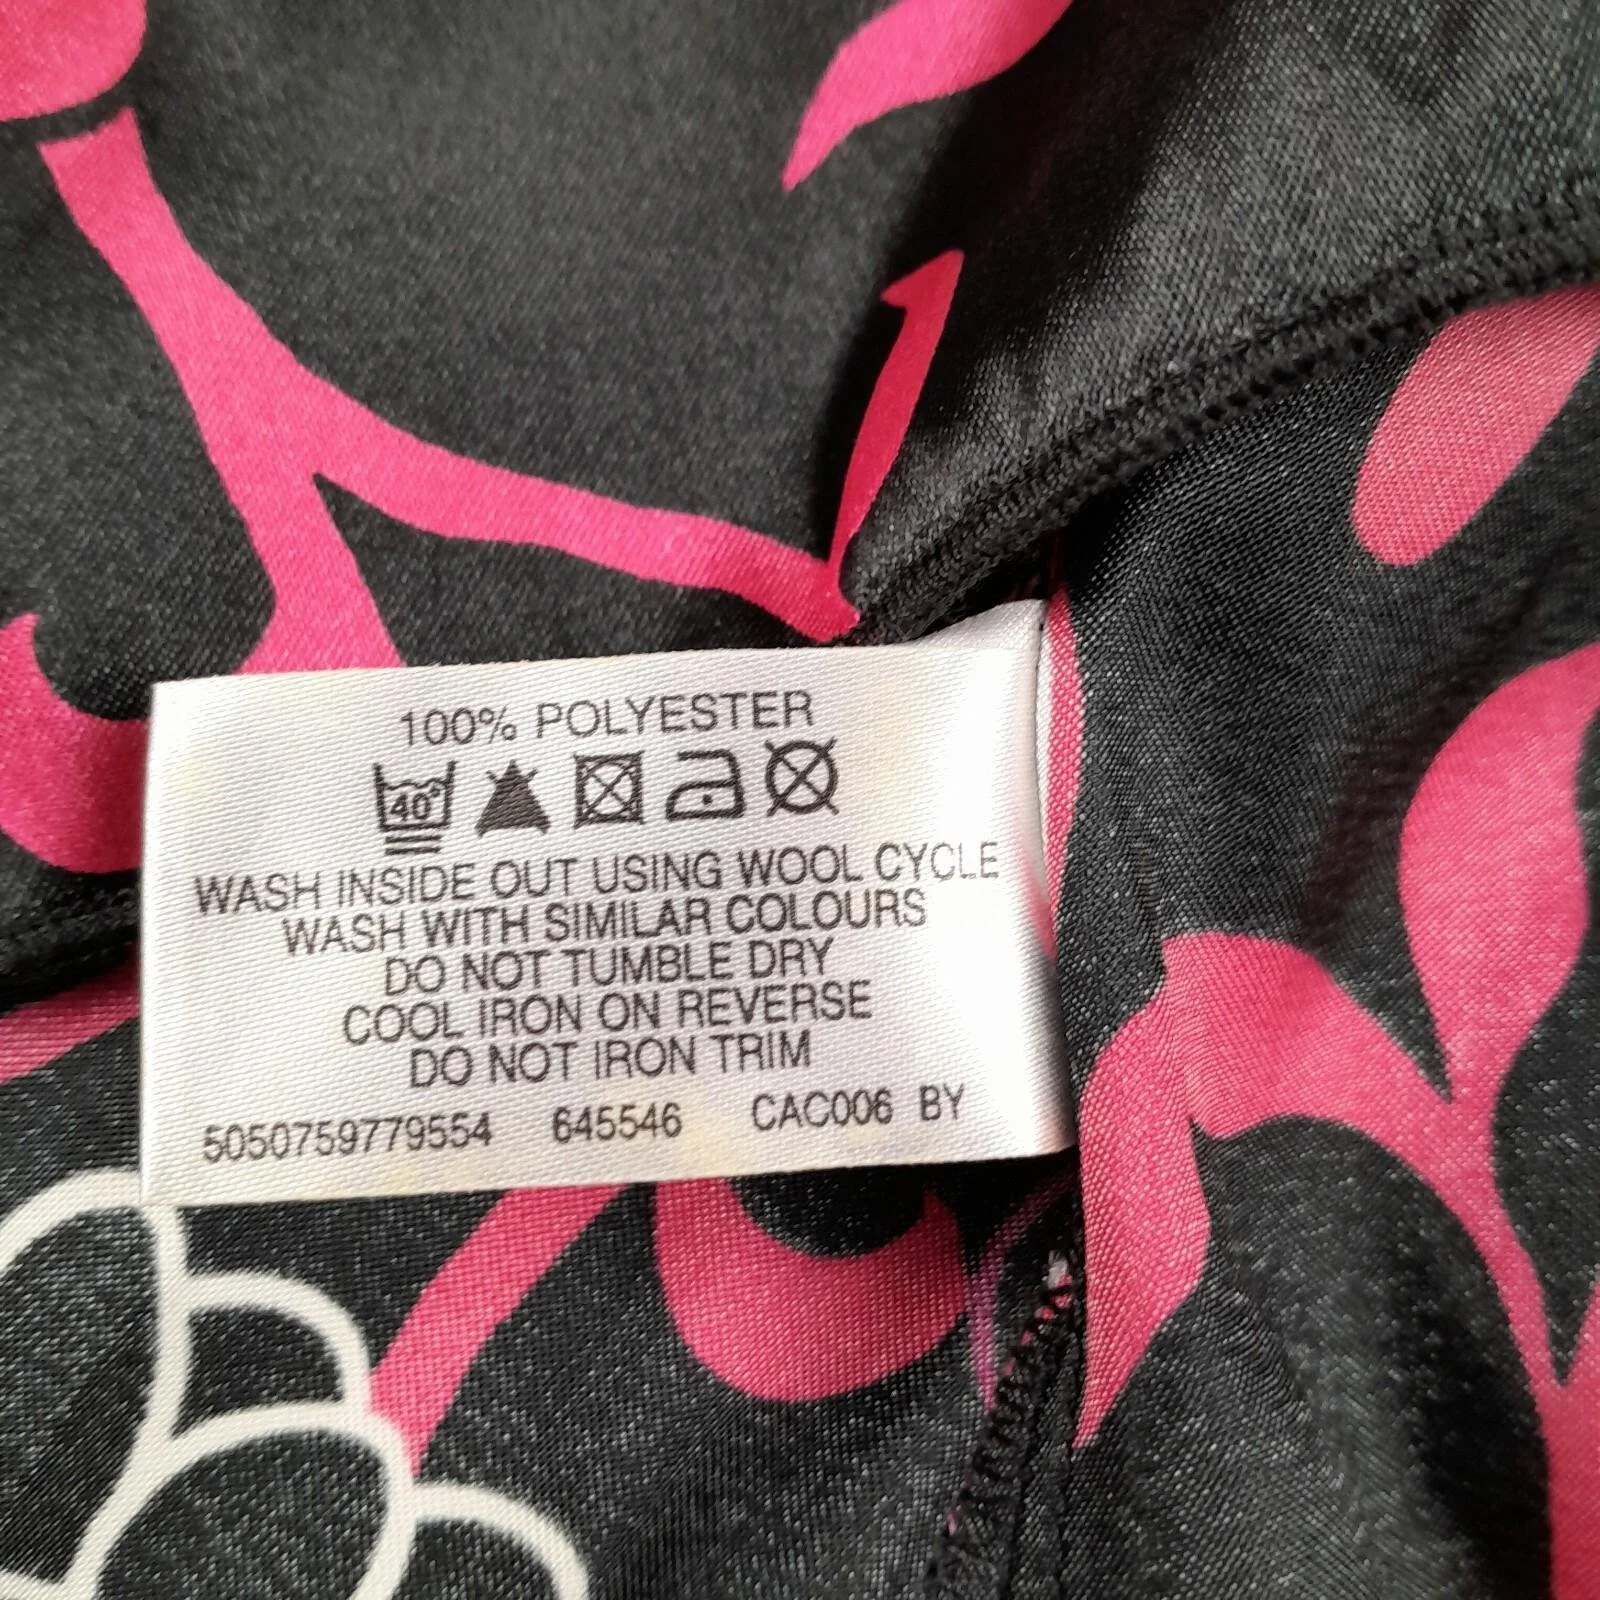 100% POLYESTER
40°
WASH INSIDE OUT USING WOOL CYCLE
WASH WITH SIMILAR COLOURS
DO NOT TUMBLE DRY
COOL IRON ON REVERSE
DO NOT IRON TRIM
5050759779554 645546 CAC006 BY